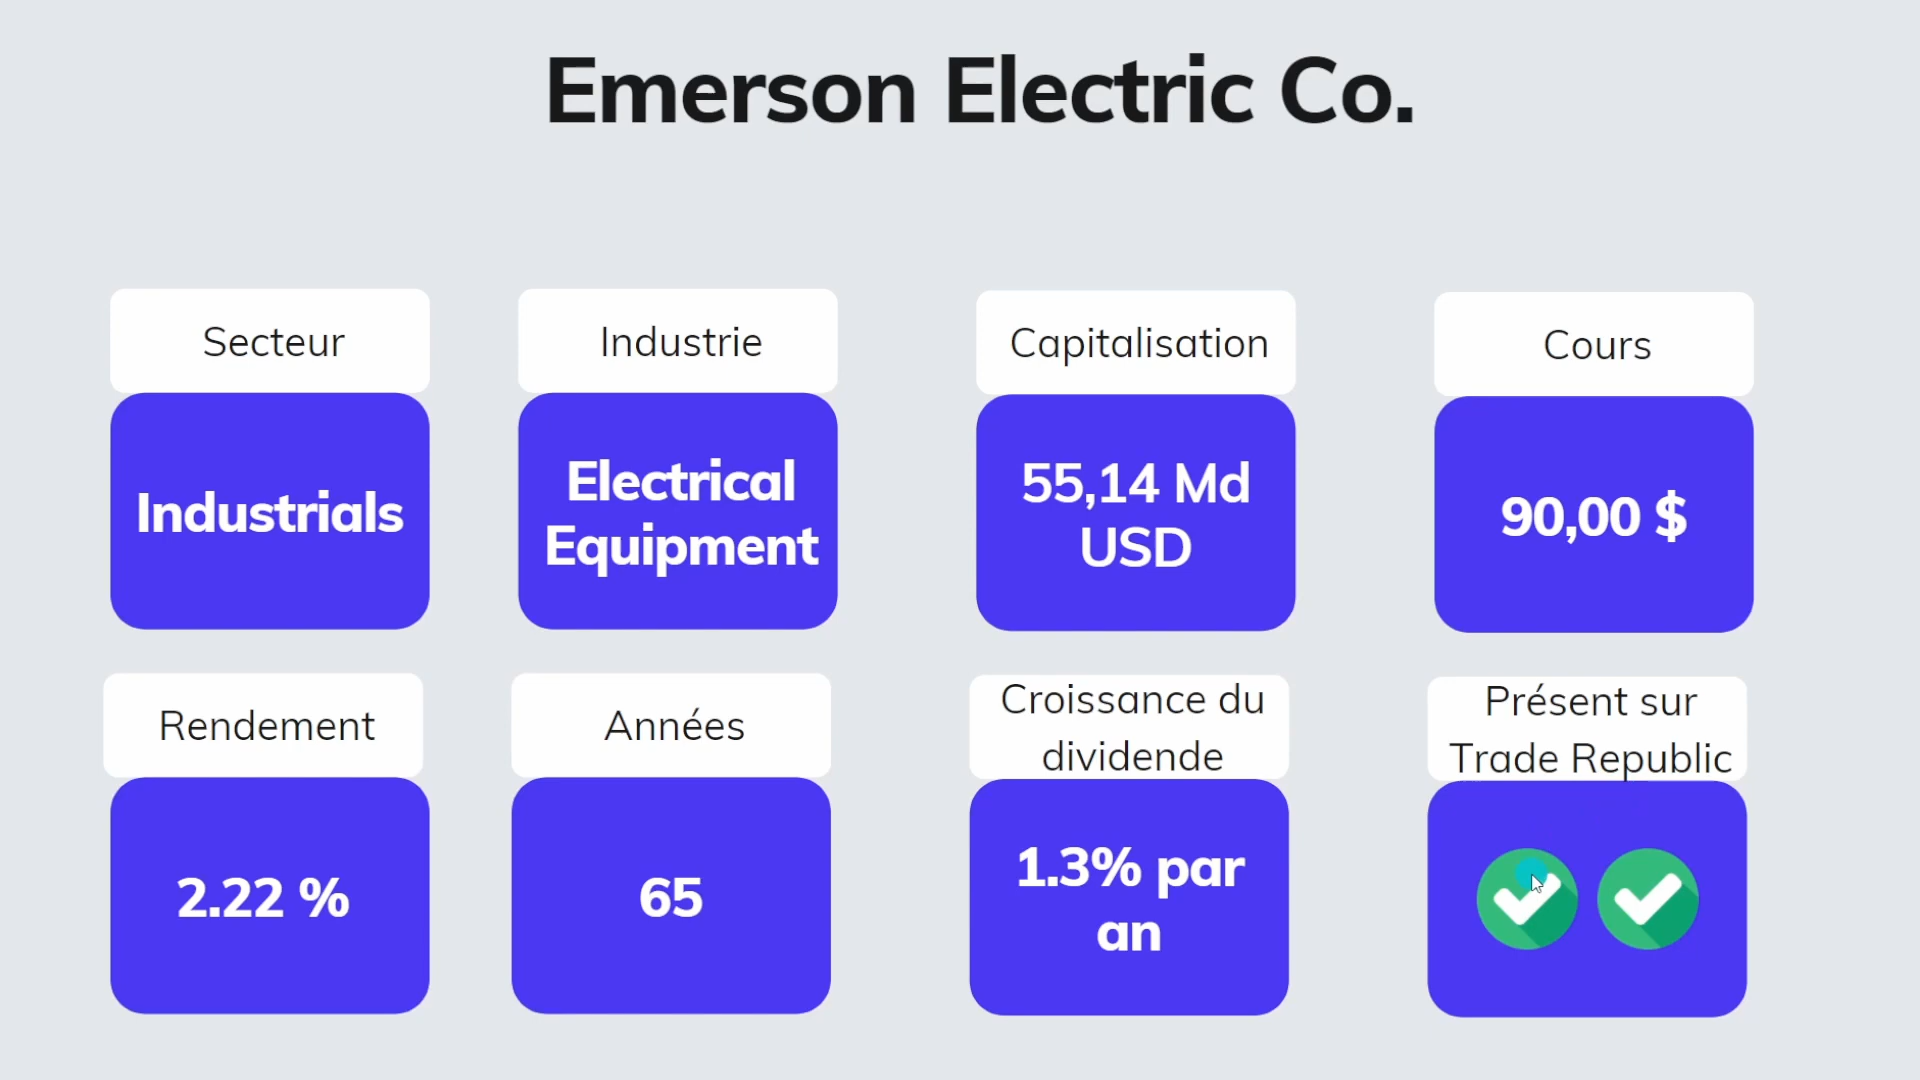 Emerson Electric Co.
Secteur
Industrials
Industrie
Electrical
Equipment
Capitalisation
55,14 Md
USD
Cours
90,00 $
Rendement
2.22 %
Années
65
Croissance du
dividende
1.3% par
an
Présent sur
Trade Republic